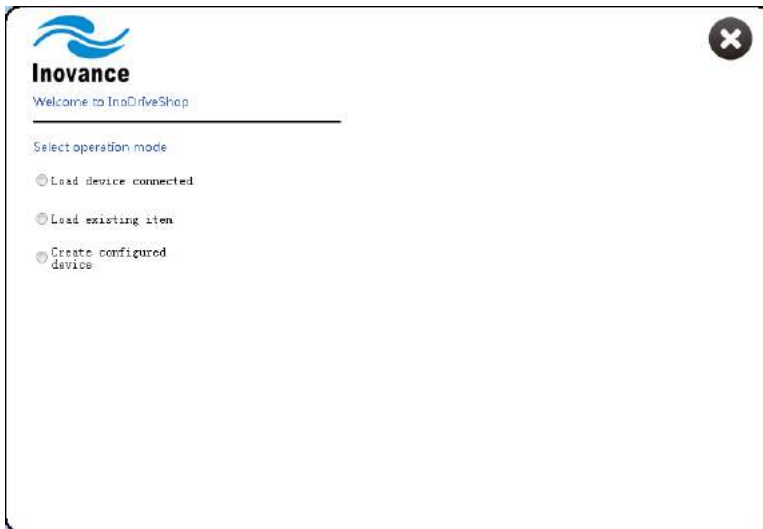 Inovance
Welcome to InoDriveShop
Select operation mode
Load device connected
Load existing item
Create configured
device